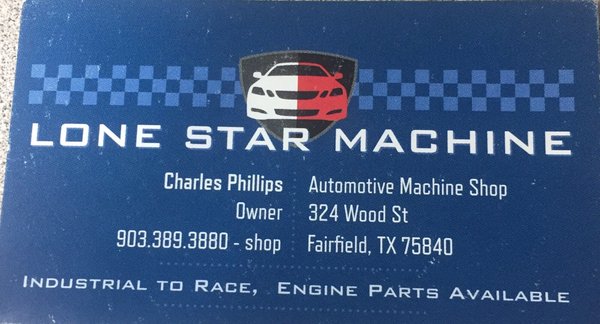 LONE STAR MACHINE
Charles Phillips
Owner
903.389.3880 - shop
Automotive Machine Shop
324 Wood St
Fairfield, TX 75840
INDUSTRIAL TO RACE, ENGINE PARTS AVAILABLE